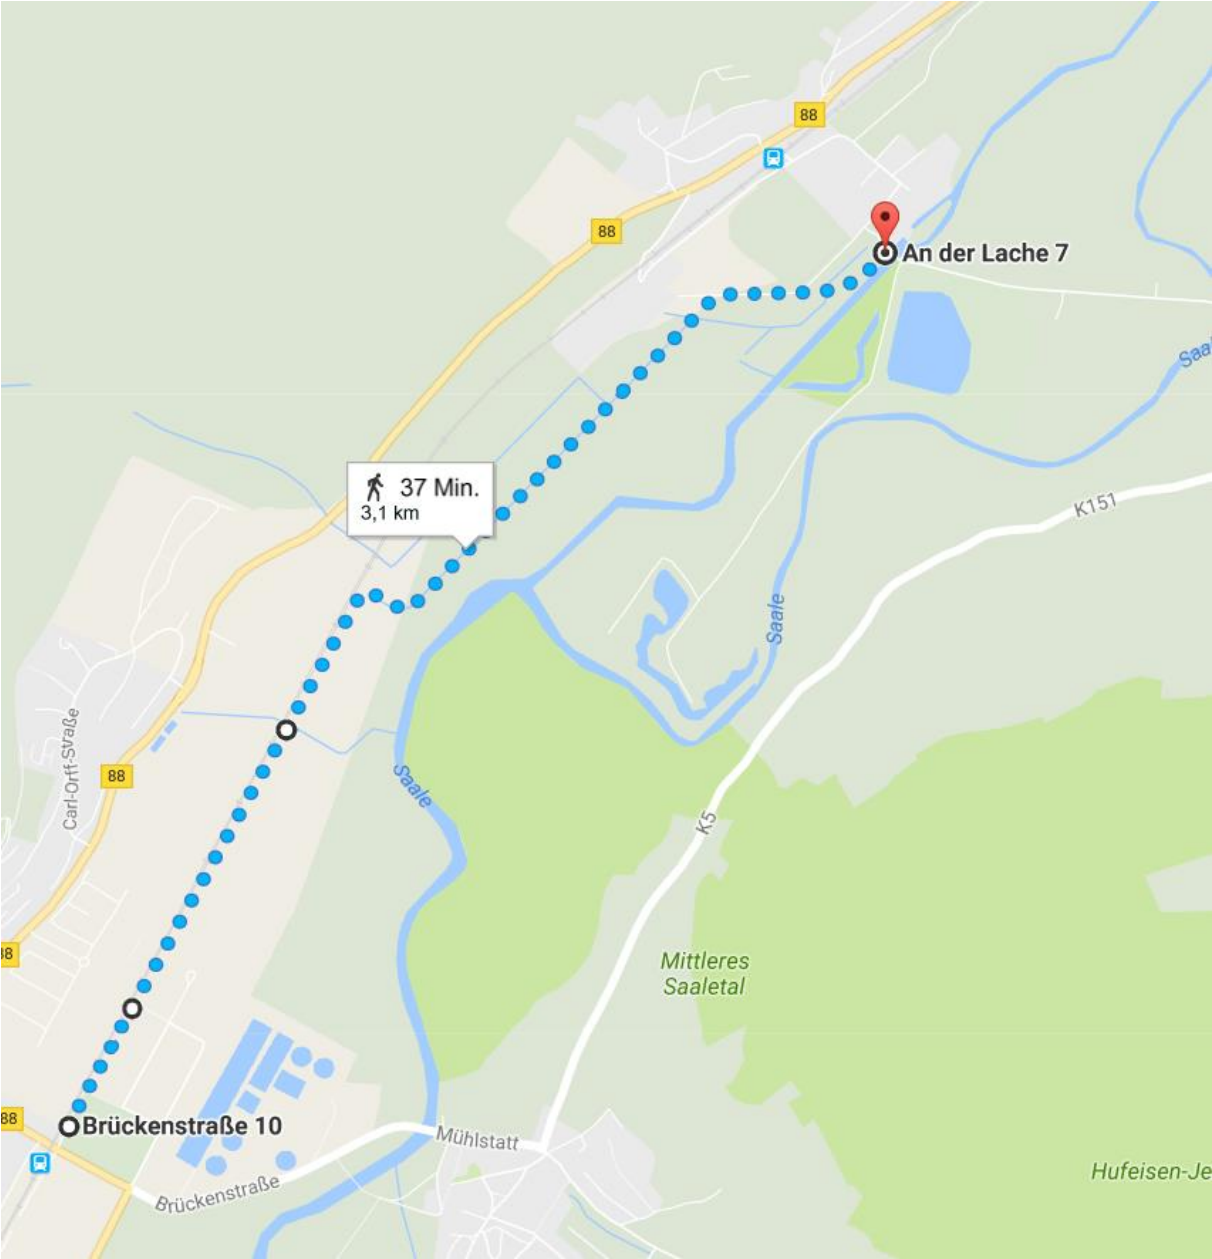 88
88
An der Lache 7
Saa
K151
37 Min.
3,1 km
Saale
Carl-Orff-Straße
88
Saale
K5
88
Mittleres
Saaletal
88
Brückenstraße 10
Mühlstatt
Brückenstraße
Hufeisen-Je